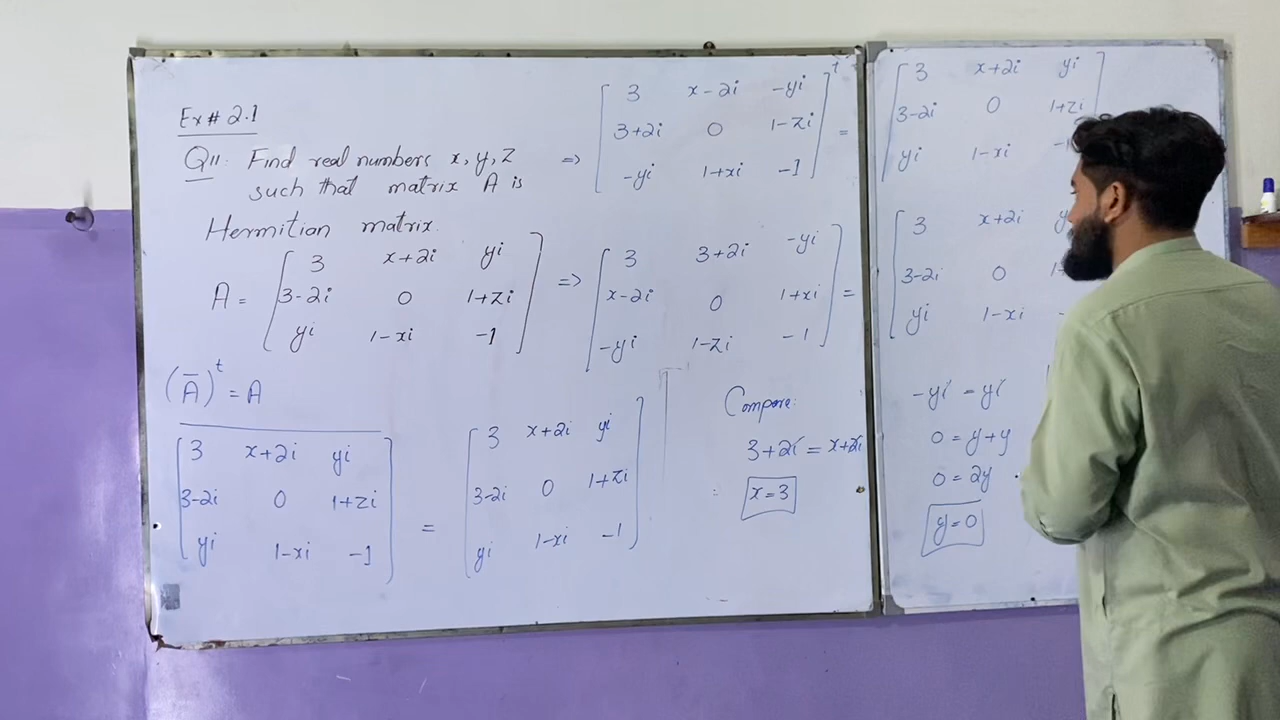 Ex# 2.1
Q11: Find real numbers x, y, z
such that matrix A is
Hermitian matrix.
A = [ 3 x+2i yi
3-2i 0 1+zi
yi 1-xi -1 ]
(A̅)ᵗ = A
[ 3 x+2i yi
3-2i 0 1+zi
yi 1-xi -1 ]
=
[ 3 x+2i yi
3-2i 0 1+zi
yi 1-xi -1 ]
=> [ 3 x-2i -yi
3+2i 0 1-zi
-yi 1+xi -1 ]ᵗ =
=> [ 3 3+2i -yi
x-2i 0 1+xi
-yi 1-zi -1 ] =
Compare:
3+2i = x+2i
x=3
[ 3 x+2i yi
3-2i 0 1+zi
yi 1-xi ]
[ 3 x+2i
3-2i 0
yi 1-xi
-yi = yi
0 = y+y
0 = 2y
y=0